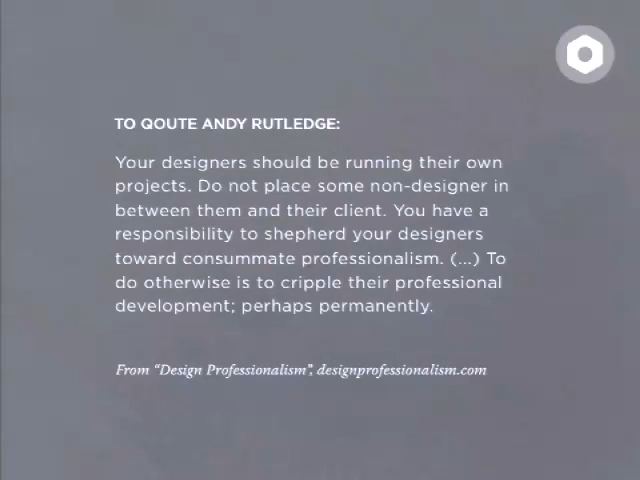 TO QOUTE ANDY RUTLEDGE:
Your designers should be running their own
projects. Do not place some non-designer in
between them and their client. You have a
responsibility to shepherd your designers
toward consummate professionalism. (...) To
do otherwise is to cripple their professional
development; perhaps permanently.
From “Design Professionalism”, designprofessionalism.com